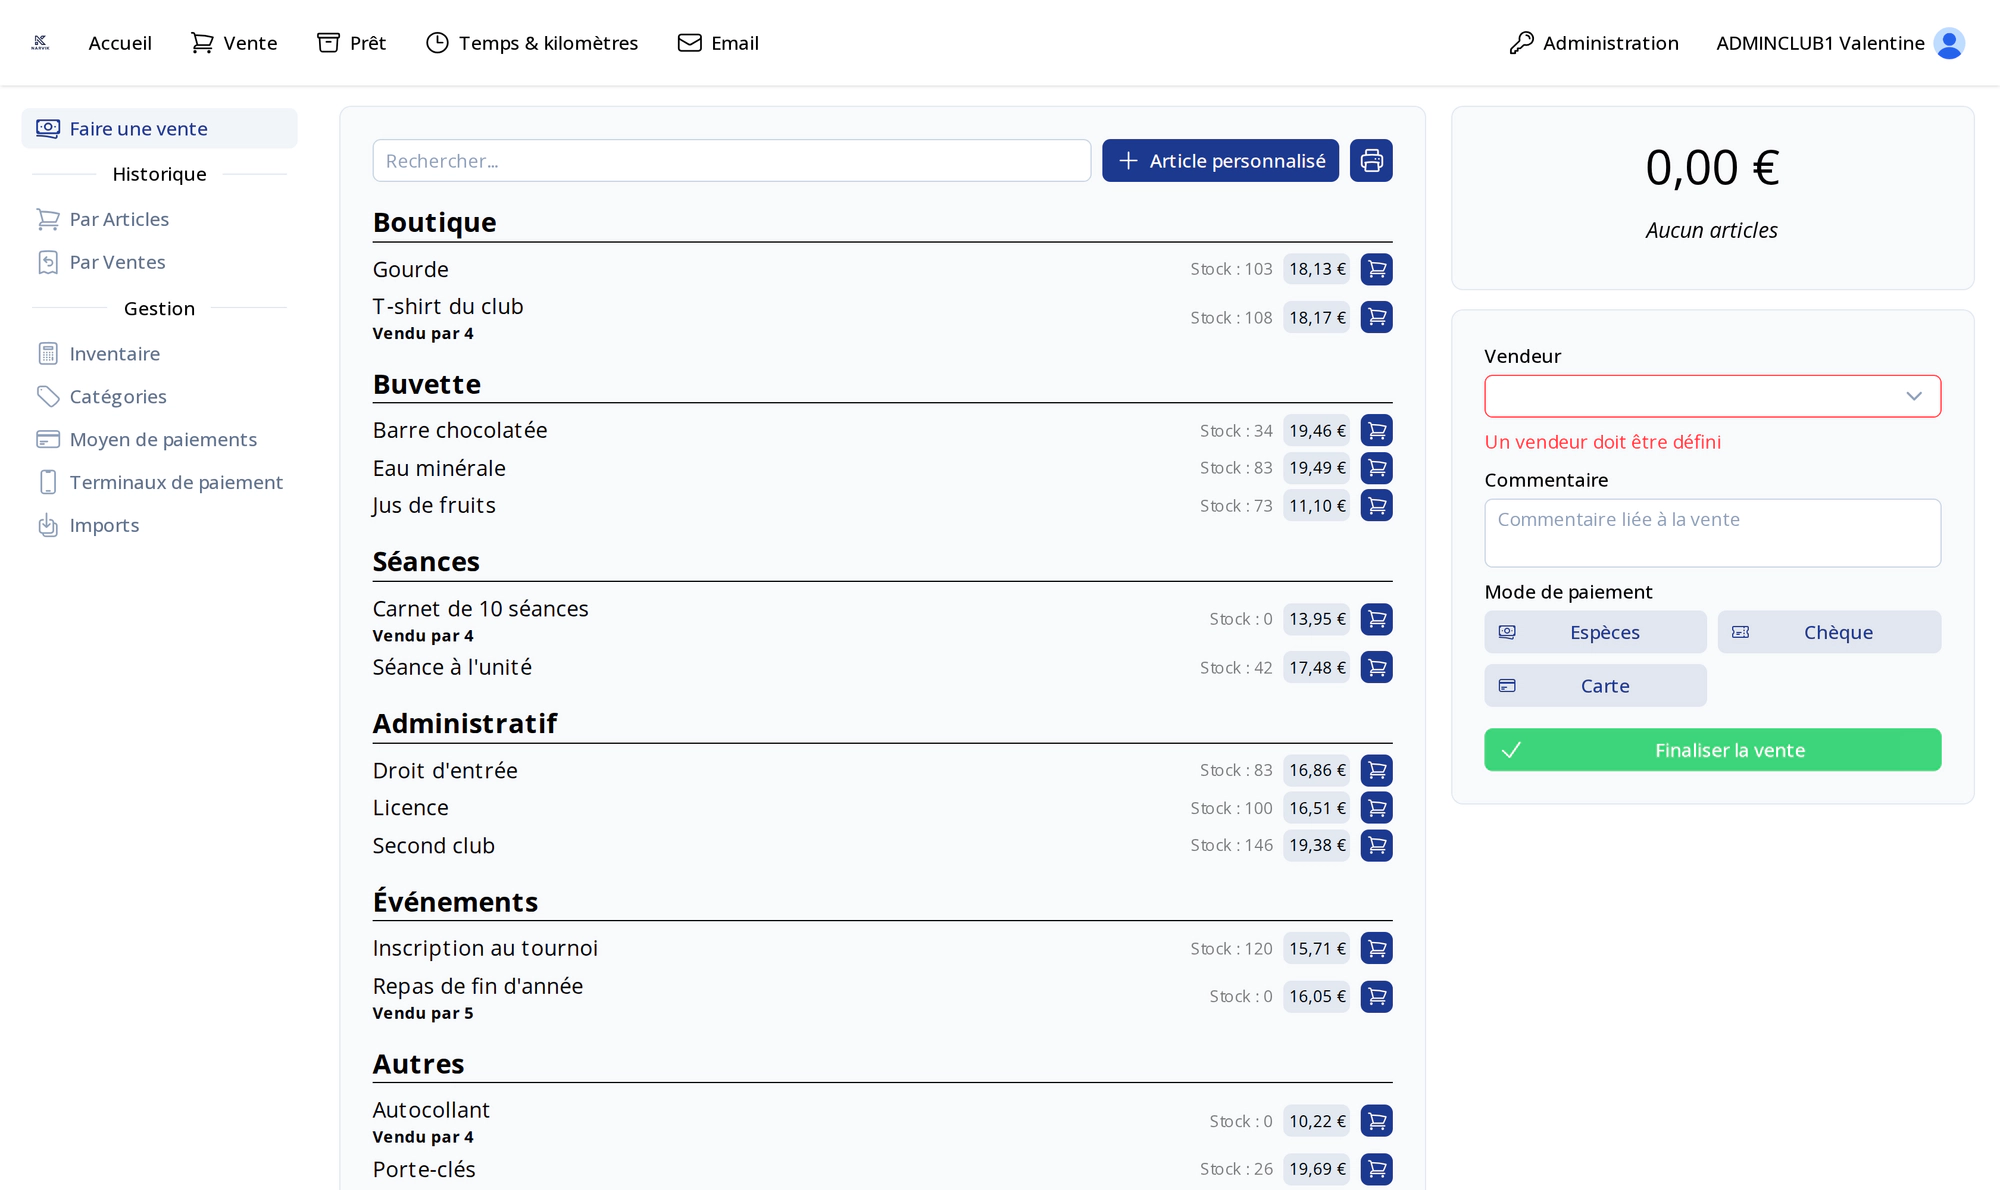 NARVIK
Accueil
Vente
Prêt
Temps & kilomètres
Email
Administration
ADMINCLUB1 Valentine
Faire une vente
Historique
Par Articles
Par Ventes
Gestion
Inventaire
Catégories
Moyen de paiements
Terminaux de paiement
Imports
Rechercher...
Article personnalisé
Boutique
Gourde Stock : 103 18,13 €
T-shirt du club Stock : 108 18,17 €
Vendu par 4
Buvette
Barre chocolatée Stock : 34 19,46 €
Eau minérale Stock : 83 19,49 €
Jus de fruits Stock : 73 11,10 €
Séances
Carnet de 10 séances Stock : 0 13,95 €
Vendu par 4
Séance à l'unité Stock : 42 17,48 €
Administratif
Droit d'entrée Stock : 83 16,86 €
Licence Stock : 100 16,51 €
Second club Stock : 146 19,38 €
Événements
Inscription au tournoi Stock : 120 15,71 €
Repas de fin d'année Stock : 0 16,05 €
Vendu par 5
Autres
Autocollant Stock : 0 10,22 €
Vendu par 4
Porte-clés Stock : 26 19,69 €
0,00 €
Aucun articles
Vendeur
Un vendeur doit être défini
Commentaire
Commentaire liée à la vente
Mode de paiement
Espèces
Chèque
Carte
Finaliser la vente